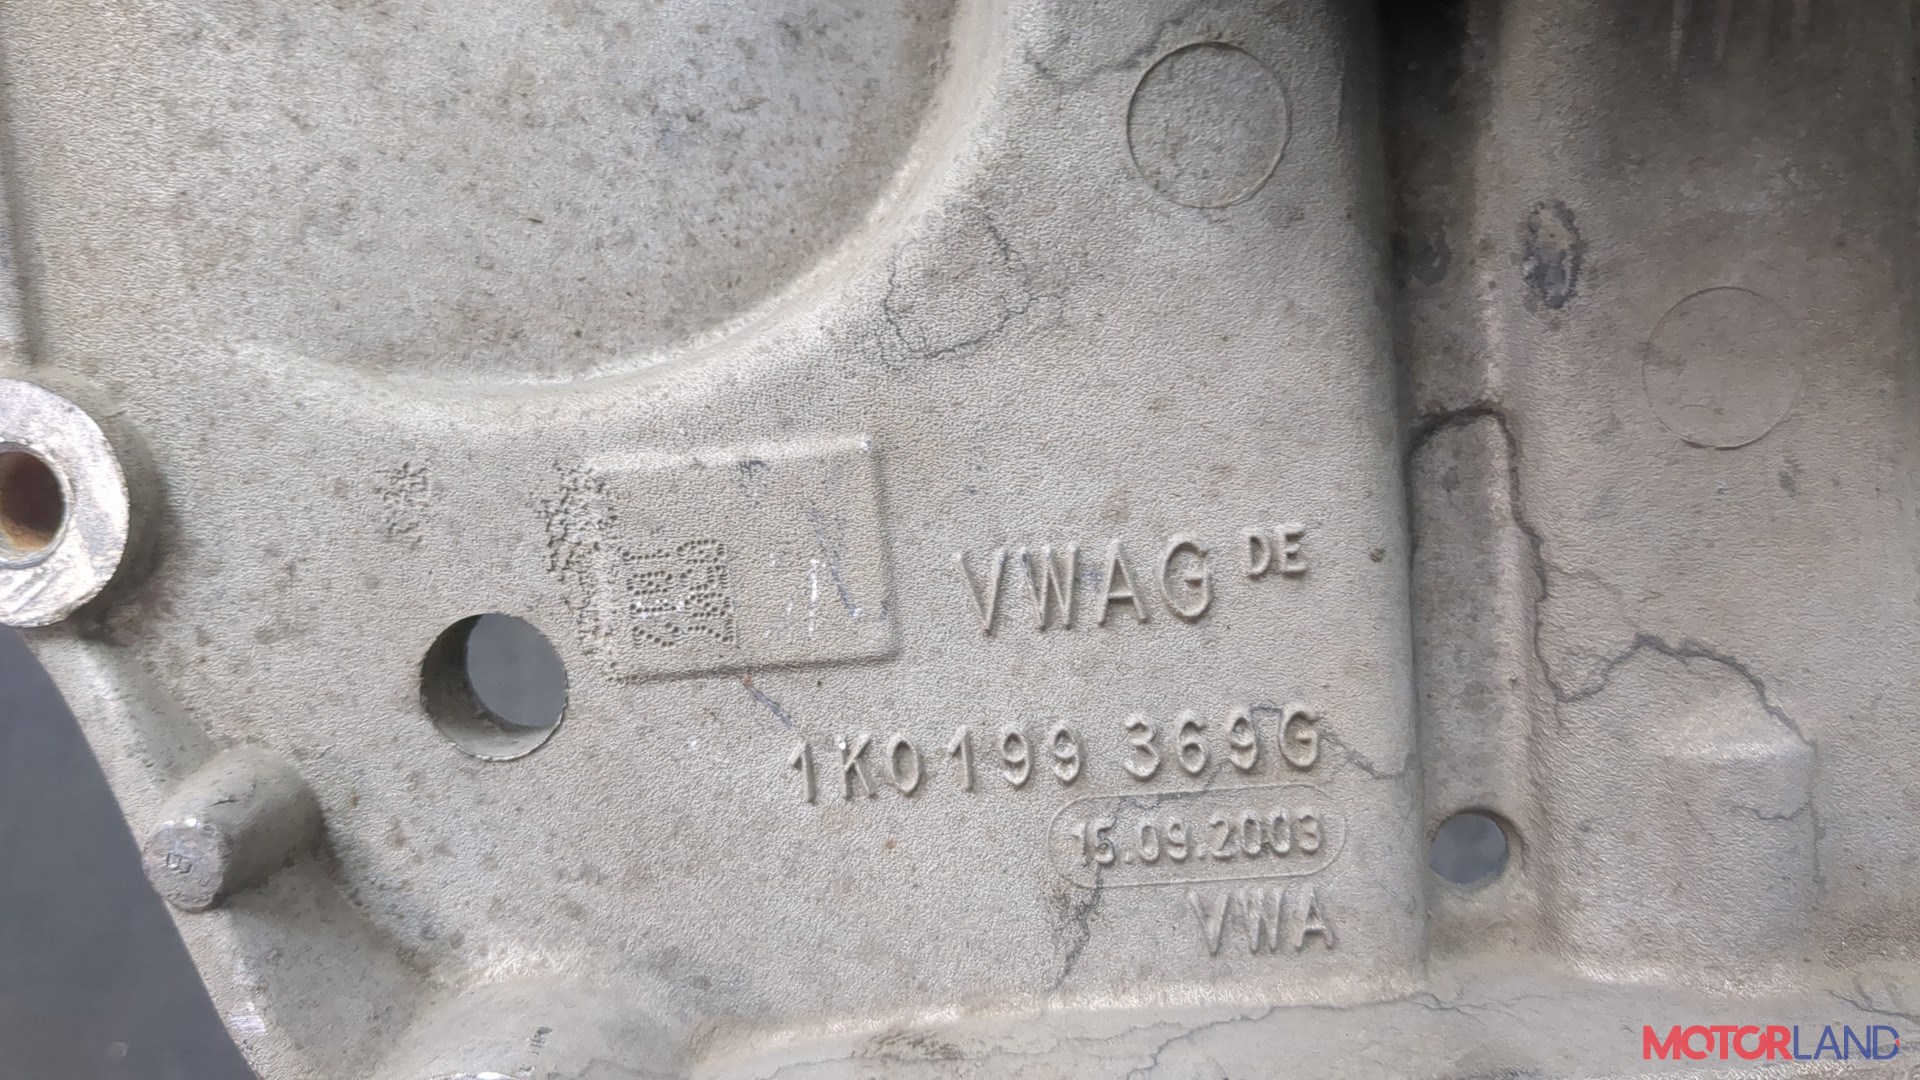 VWAG DE
1K0199 369G
15.09.2003
VWA
MOTORLAND